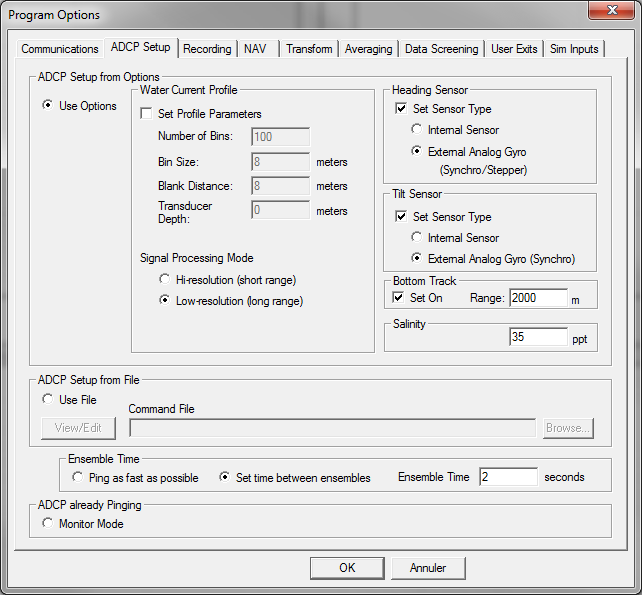 Program Options
Communications ADCP Setup Recording NAV Transform Averaging Data Screening User Exits Sim Inputs
ADCP Setup from Options
Use Options
Water Current Profile
Set Profile Parameters
Number of Bins: 100
Bin Size: 8 meters
Blank Distance: 8 meters
Transducer
Depth: 0 meters
Signal Processing Mode
Hi-resolution (short range)
Low-resolution (long range)
Heading Sensor
Set Sensor Type
Internal Sensor
External Analog Gyro
(Synchro/Stepper)
Tilt Sensor
Set Sensor Type
Internal Sensor
External Analog Gyro (Synchro)
Bottom Track
Set On Range: 2000 m
Salinity
35 ppt
ADCP Setup from File
Use File
Command File
View/Edit Browse...
Ensemble Time
Ping as fast as possible Set time between ensembles Ensemble Time 2 seconds
ADCP already Pinging
Monitor Mode
OK Annuler